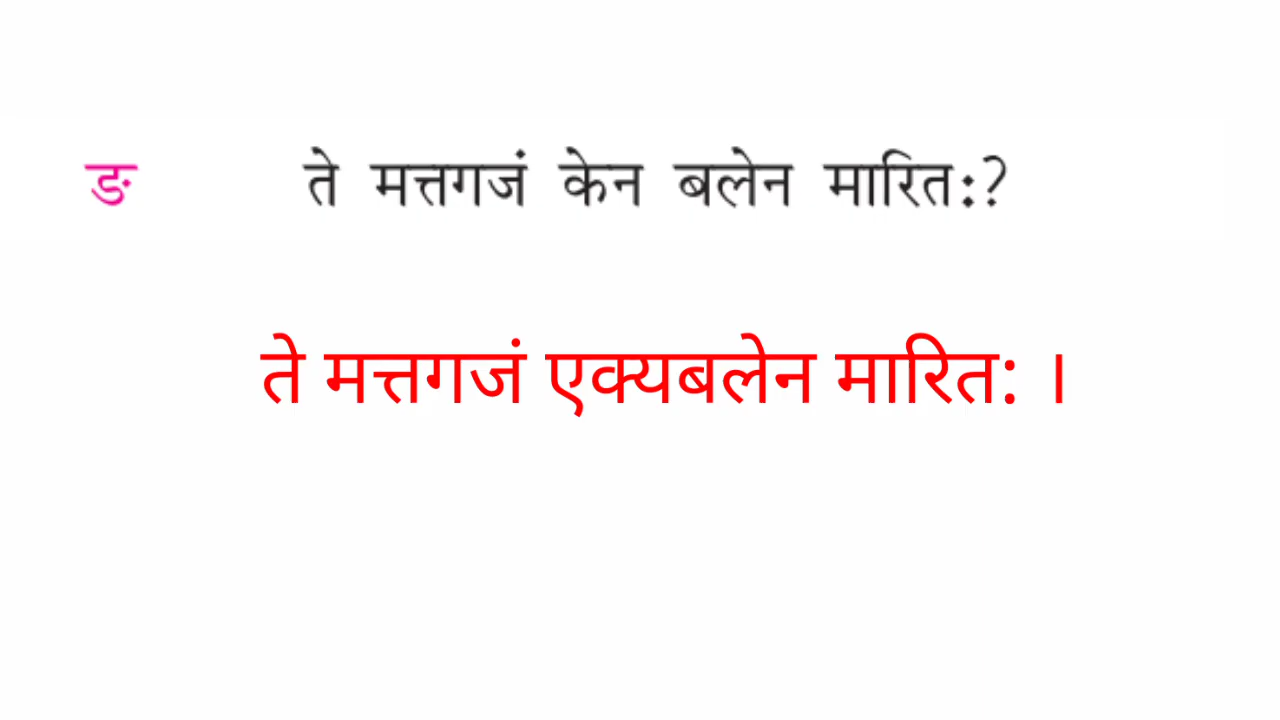 ङ ते मत्तगजं केन बलेन मारितः?
ते मत्तगजं एक्यबलेन मारित: ।